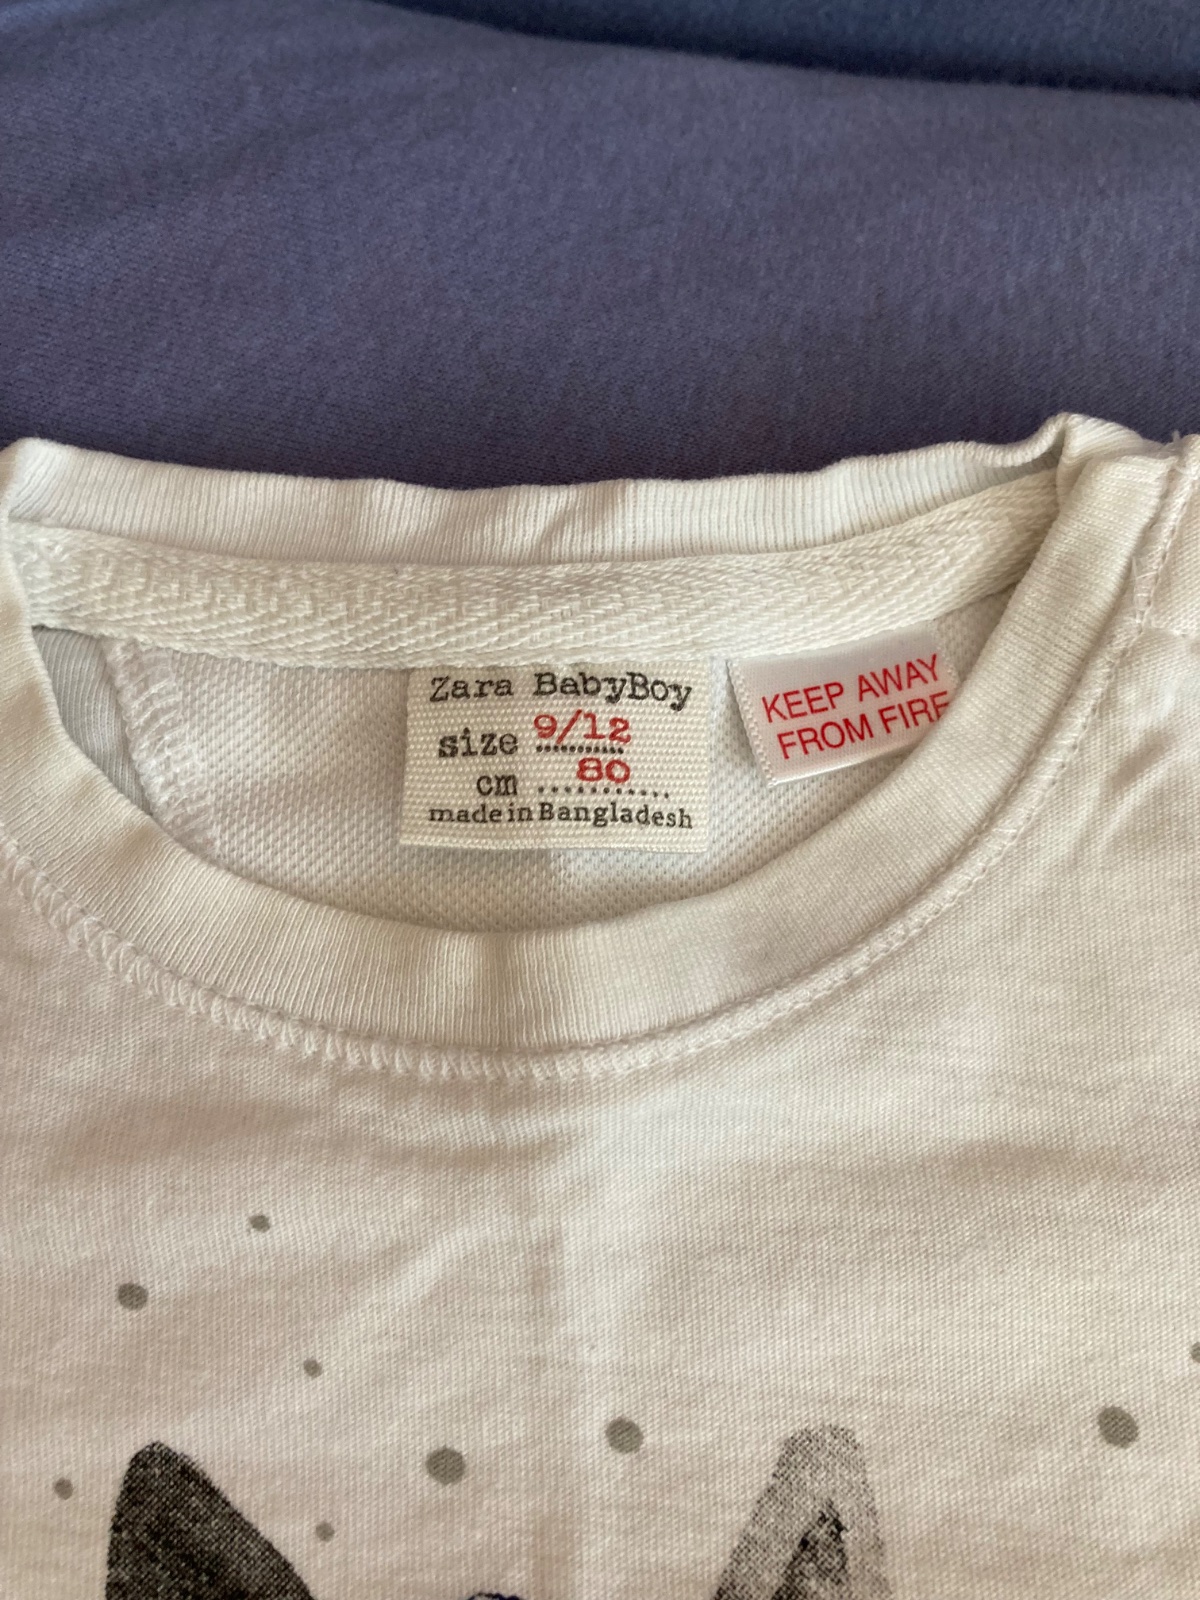 Zara BabyBoy
size 9/12
cm 80
made in Bangladesh
KEEP AWAY
FROM FIRE